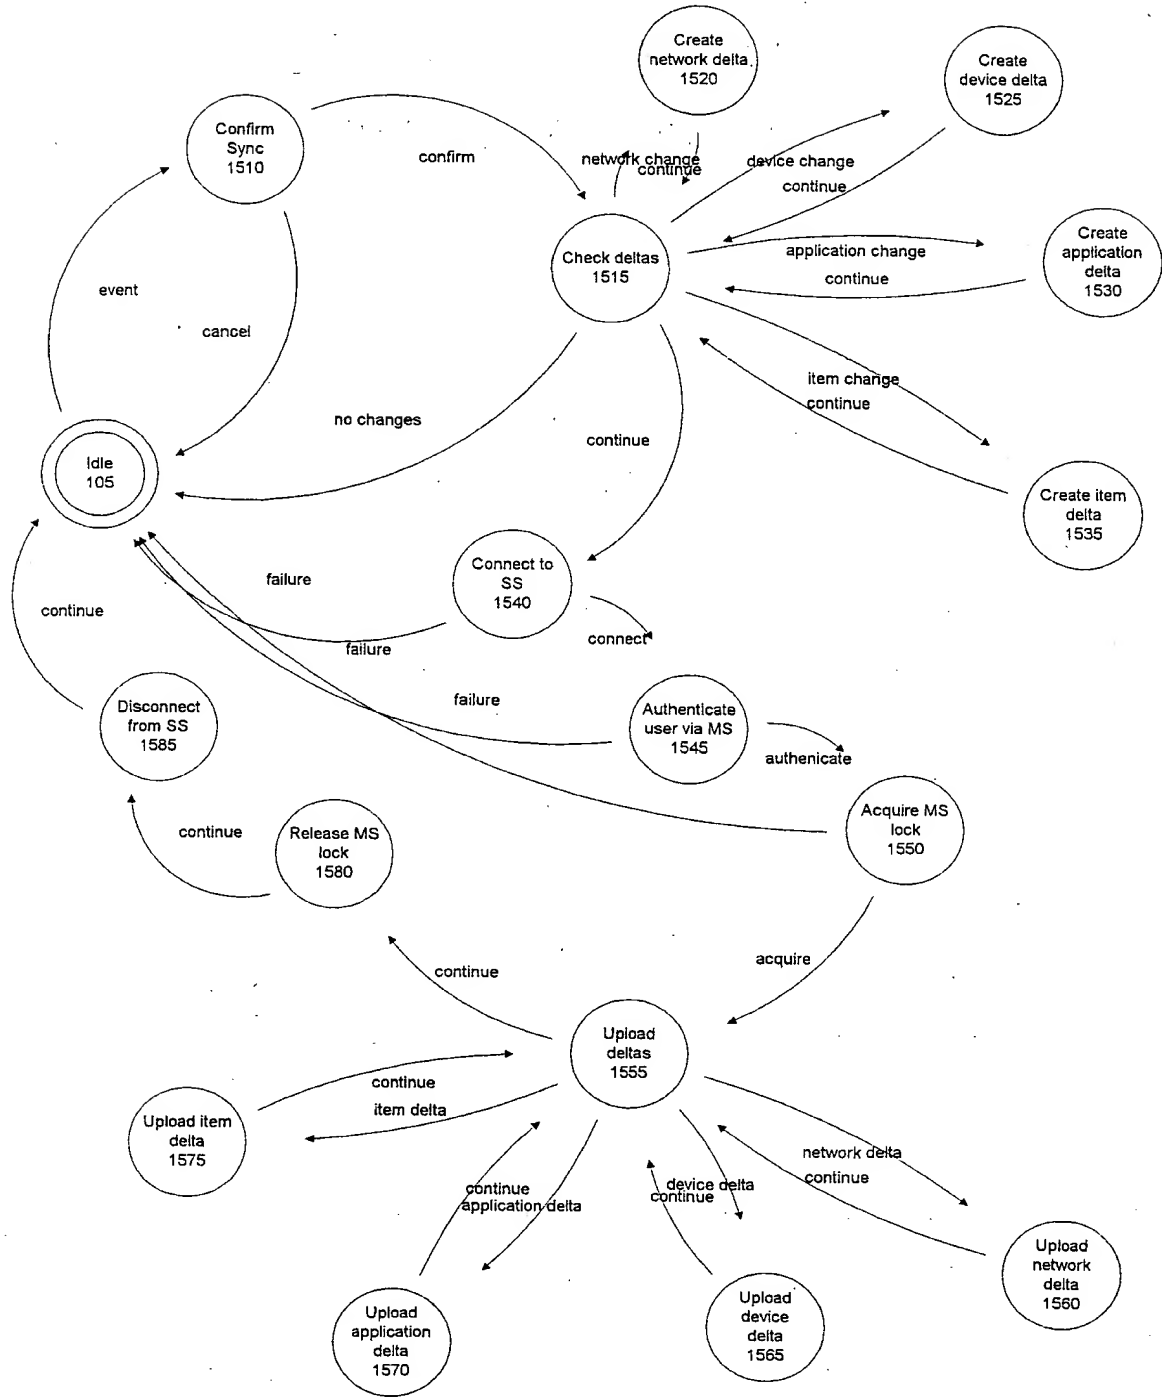 Create
network delta
1520
Create
device delta
1525
Confirm
Sync
1510
confirm
network change
continue
device change
continue
Check deltas
1515
application change
continue
Create
application
delta
1530
event
cancel
item change
continue
no changes
continue
Idle
105
Create item
delta
1535
Connect to
SS
1540
failure
continue
connect
failure
failure
Disconnect
from SS
1585
Authenticate
user via MS
1545
authenicate
Acquire MS
lock
1550
continue
Release MS
lock
1580
continue
acquire
Upload
deltas
1555
continue
item delta
Upload item
delta
1575
network delta
continue
continue
application delta
device delta
continue
Upload
network
delta
1560
Upload
application
delta
1570
Upload
device
delta
1565